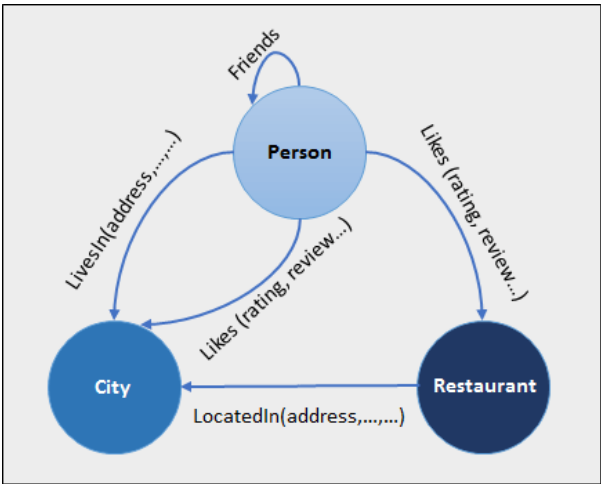 Friends
Person
LivesIn(address,...,...)
Likes (rating, review...)
Likes (rating, review...)
City
Restaurant
LocatedIn(address,...,...)